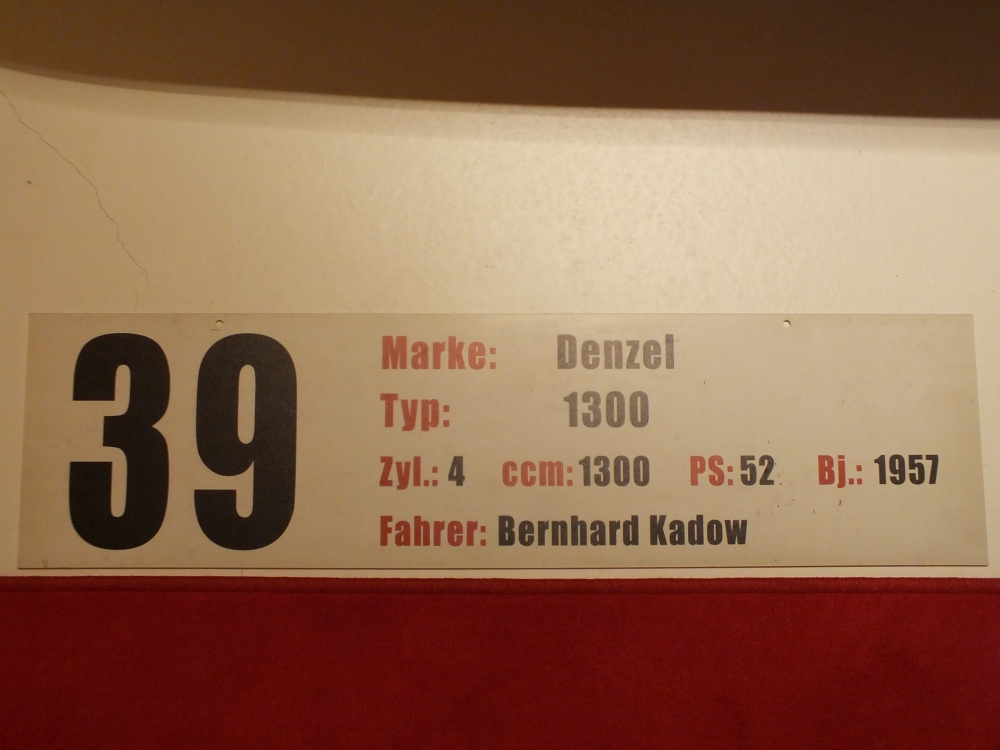 39
Marke: Denzel
Typ: 1300
Zyl.: 4 ccm: 1300 PS: 52 Bj.: 1957
Fahrer: Bernhard Kadow